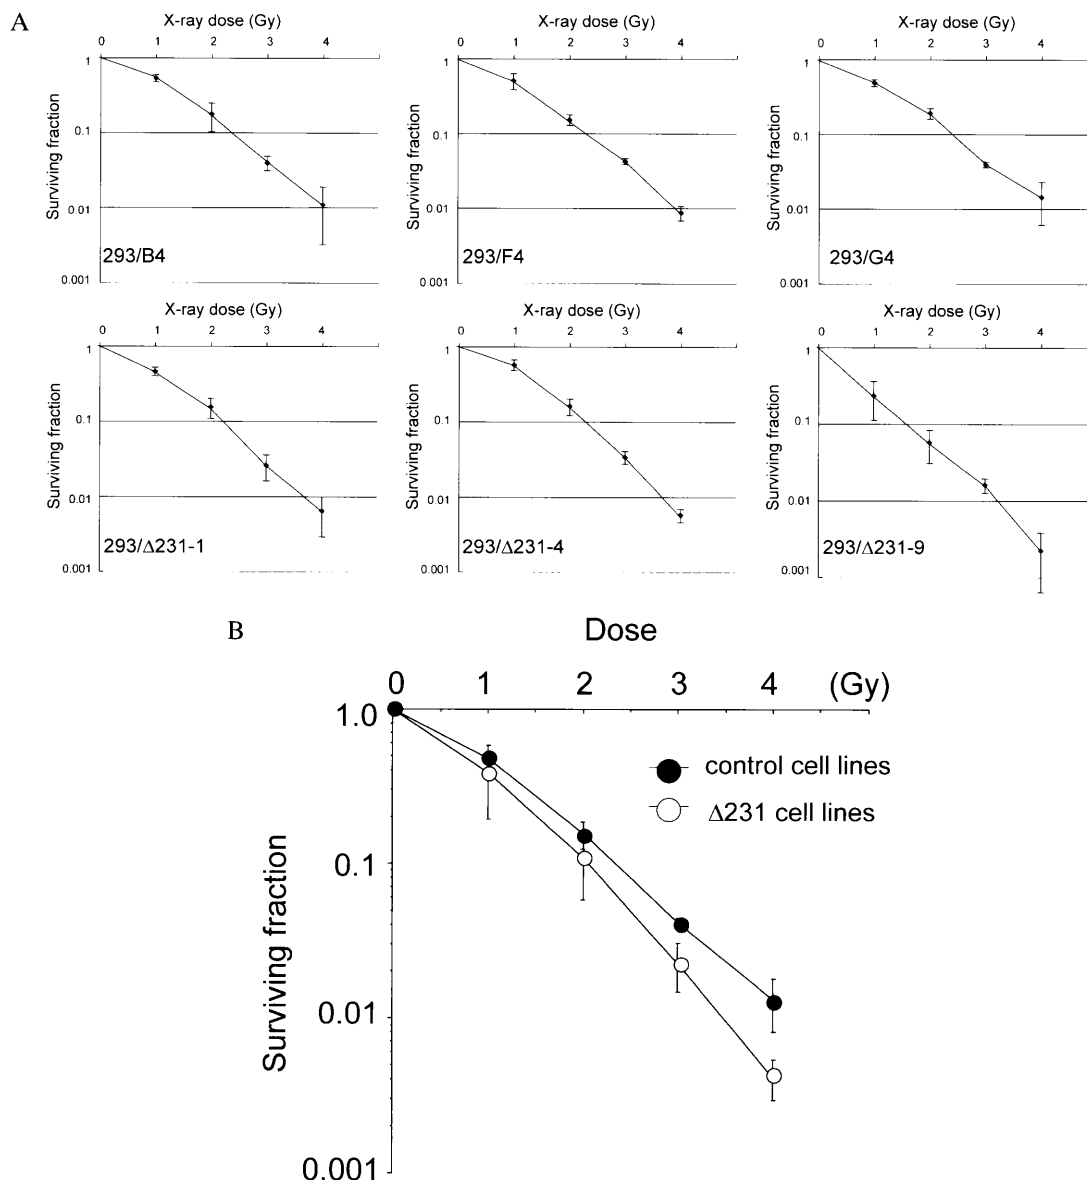 A
X-ray dose (Gy)
0 1 2 3 4
1
0.1
0.01
0.001
Surviving fraction
293/B4
X-ray dose (Gy)
0 1 2 3 4
1
0.1
0.01
0.001
Surviving fraction
293/F4
X-ray dose (Gy)
0 1 2 3 4
1
0.1
0.01
0.001
Surviving fraction
293/G4
X-ray dose (Gy)
0 1 2 3 4
1
0.1
0.01
0.001
Surviving fraction
293/Δ231-1
X-ray dose (Gy)
0 1 2 3 4
1
0.1
0.01
0.001
Surviving fraction
293/Δ231-4
X-ray dose (Gy)
0 1 2 3 4
1
0.1
0.01
0.001
Surviving fraction
293/Δ231-9
B
Dose
0 1 2 3 4 (Gy)
1.0
0.1
0.01
0.001
Surviving fraction
control cell lines
Δ231 cell lines